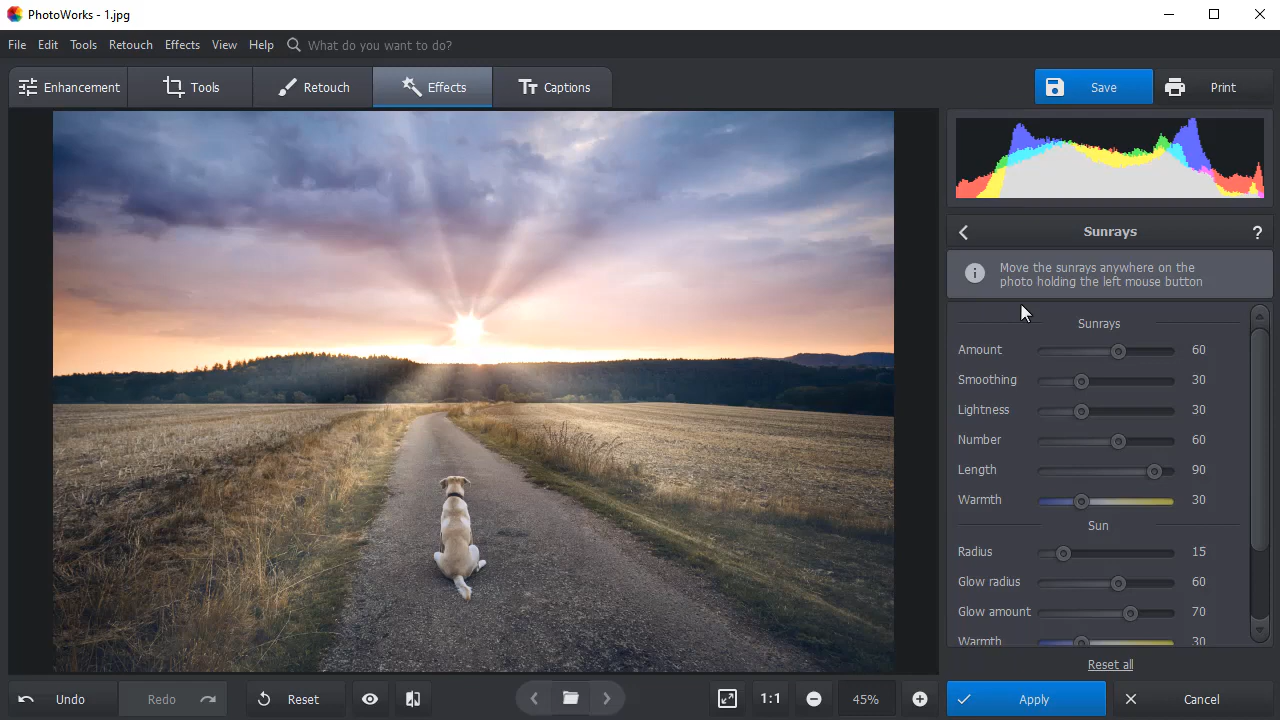 PhotoWorks - 1.jpg
File Edit Tools Retouch Effects View Help What do you want to do?
Enhancement Tools Retouch Effects Captions Save Print
Sunrays ?
Move the sunrays anywhere on the
photo holding the left mouse button
Sunrays
Amount 60
Smoothing 30
Lightness 30
Number 60
Length 90
Warmth 30
Sun
Radius 15
Glow radius 60
Glow amount 70
Warmth 30
Reset all
Undo Redo Reset 1:1 45% Apply Cancel